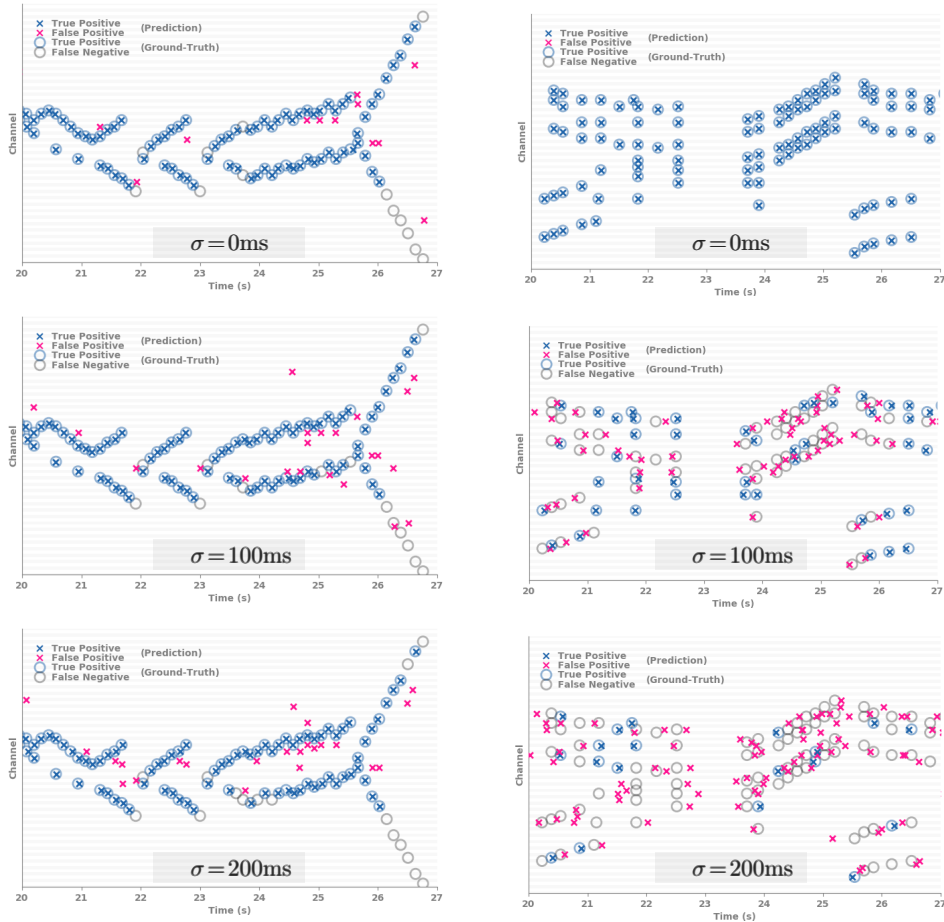 True Positive
False Positive
(Prediction)
True Positive
False Negative
(Ground-Truth)
Channel
σ=0ms
20 21 22 23 24 25 26 27
Time (s)
True Positive
False Positive
(Prediction)
True Positive
False Negative
(Ground-Truth)
Channel
σ=0ms
20 21 22 23 24 25 26 27
Time (s)
True Positive
False Positive
(Prediction)
True Positive
False Negative
(Ground-Truth)
Channel
σ=100ms
20 21 22 23 24 25 26 27
Time (s)
True Positive
False Positive
(Prediction)
True Positive
False Negative
(Ground-Truth)
Channel
σ=100ms
20 21 22 23 24 25 26 27
Time (s)
True Positive
False Positive
(Prediction)
True Positive
False Negative
(Ground-Truth)
Channel
σ=200ms
20 21 22 23 24 25 26 27
Time (s)
True Positive
False Positive
(Prediction)
True Positive
False Negative
(Ground-Truth)
Channel
σ=200ms
20 21 22 23 24 25 26 27
Time (s)